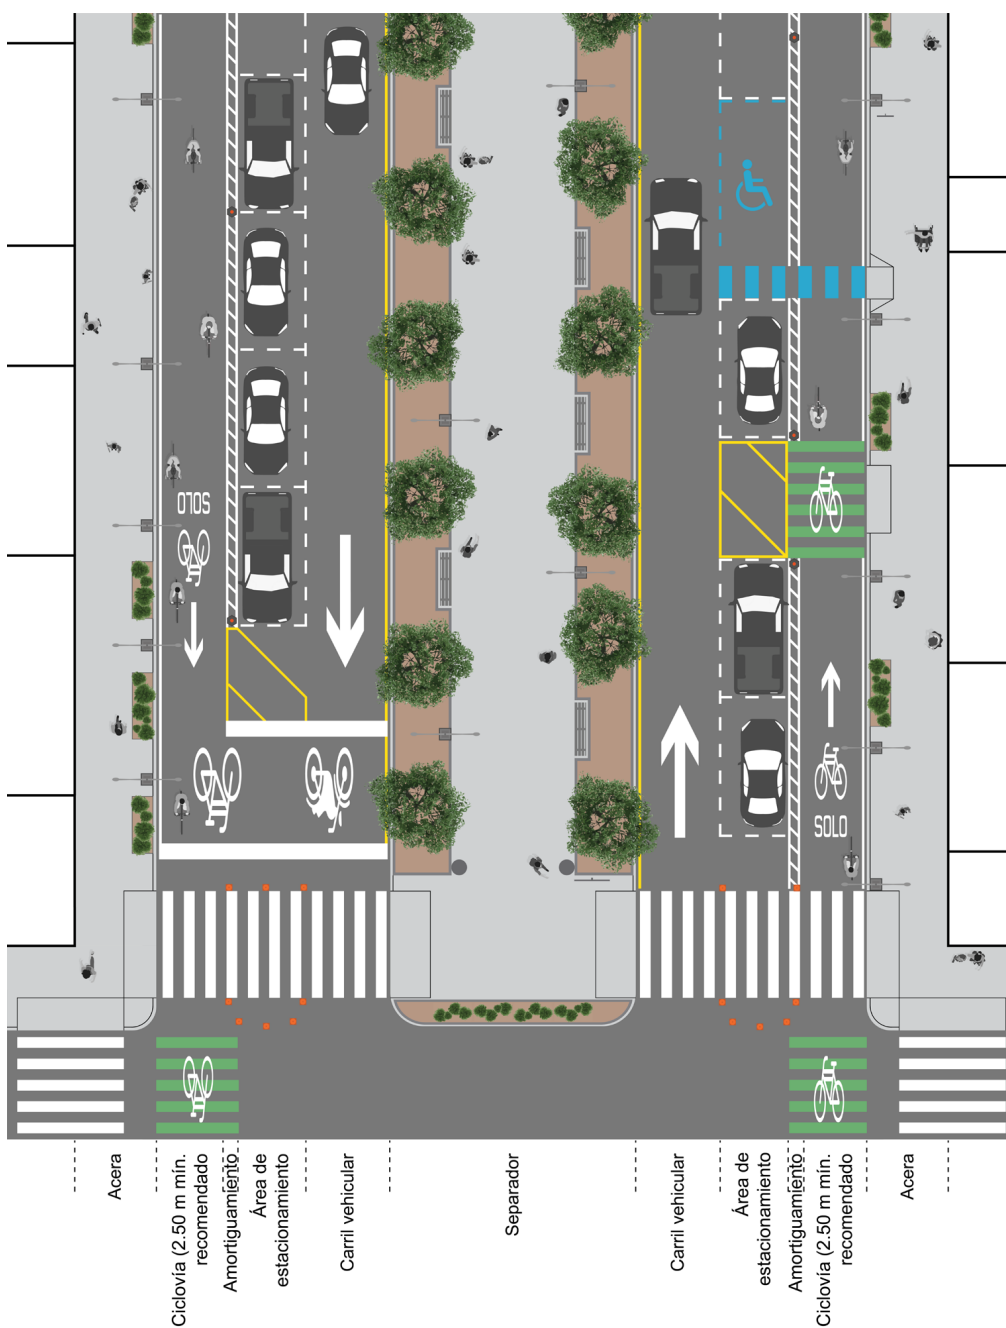 SOLO
SOLO
Acera
Ciclovía (2.50 m mín.
recomendado
Amortiguamiento
Área de
estacionamiento
Carril vehicular
Separador
Carril vehicular
Área de
estacionamiento
Amortiguamiento
Ciclovía (2.50 m mín.
recomendado
Acera